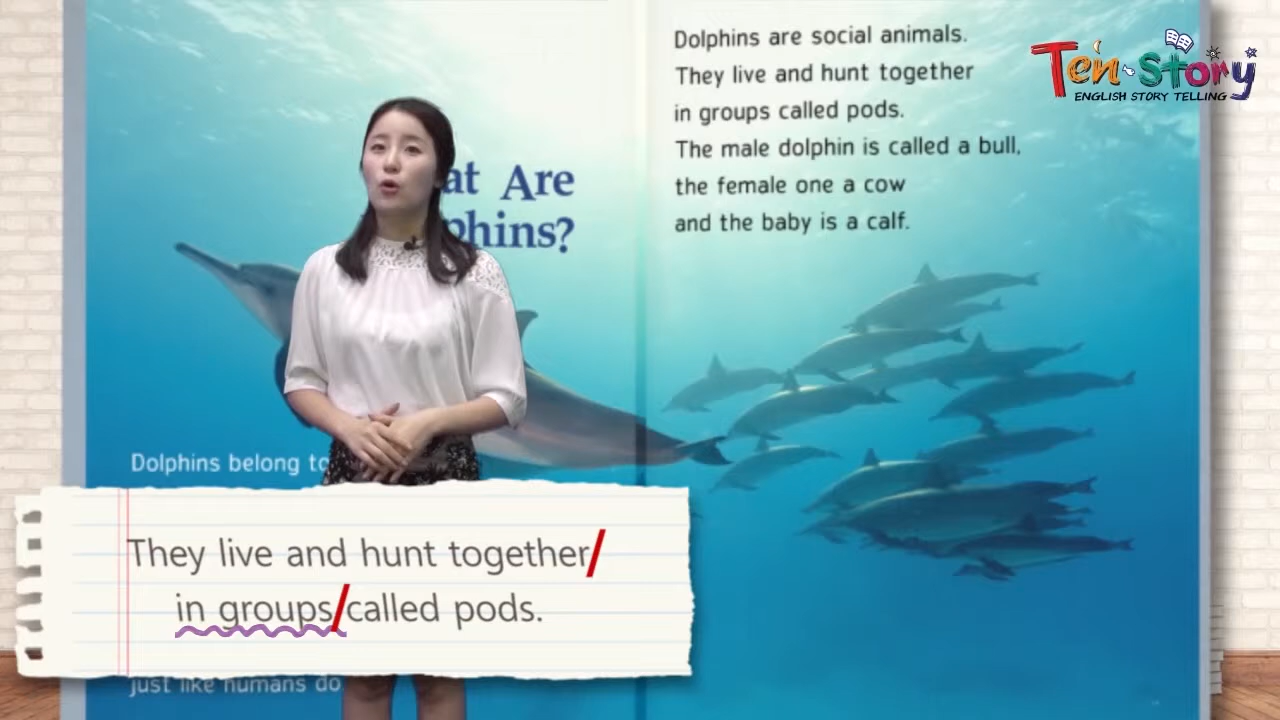 Dolphins are social animals.
They live and hunt together
in groups called pods.
The male dolphin is called a bull,
the female one a cow
and the baby is a calf.
Ten Story
ENGLISH STORY TELLING
Are
Dolphins belong to
They live and hunt together/
in groups/called pods.
just like humans do